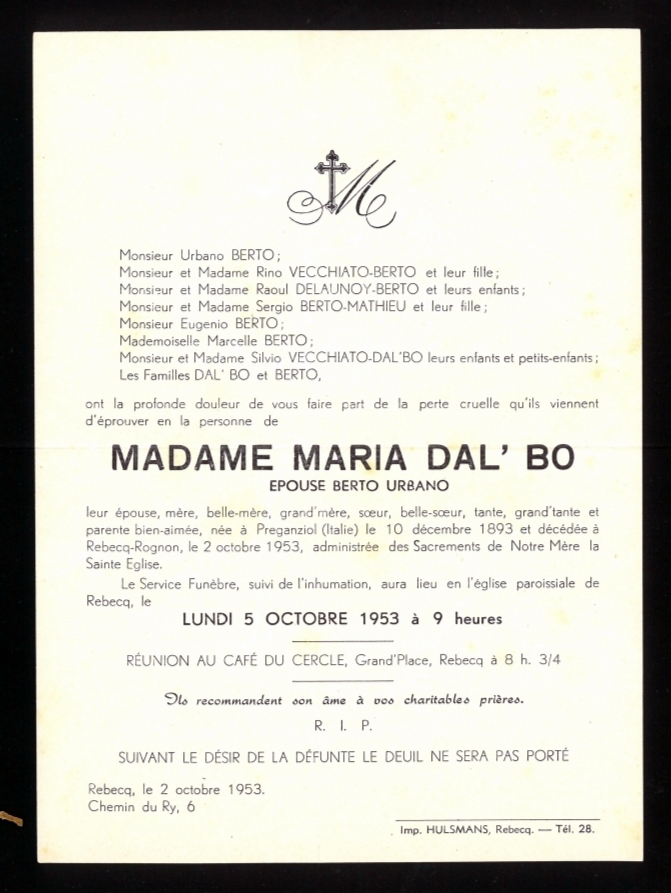 M
Monsieur Urbano BERTO;
Monsieur et Madame Rino VECCHIATO-BERTO et leur fille;
Monsieur et Madame Raoul DELAUNOY-BERTO et leurs enfants;
Monsieur et Madame Sergio BERTO-MATHIEU et leur fille;
Monsieur Eugenio BERTO;
Mademoiselle Marcelle BERTO;
Monsieur et Madame Silvio VECCHIATO-DAL'BO leurs enfants et petits-enfants;
Les Familles DAL' BO et BERTO,
ont la profonde douleur de vous faire part de la perte cruelle qu'ils viennent
d'éprouver en la personne de
MADAME MARIA DAL' BO
EPOUSE BERTO URBANO
leur épouse, mère, belle-mère, grand'mère, sœur, belle-sœur, tante, grand'tante et
parente bien-aimée, née à Preganziol (Italie) le 10 décembre 1893 et décédée à
Rebecq-Rognon, le 2 octobre 1953, administrée des Sacrements de Notre Mère la
Sainte Eglise.
Le Service Funèbre, suivi de l'inhumation, aura lieu en l'église paroissiale de
Rebecq, le
LUNDI 5 OCTOBRE 1953 à 9 heures
RÉUNION AU CAFÉ DU CERCLE, Grand'Place, Rebecq à 8 h. 3/4
Ils recommandent son âme à vos charitables prières.
R. I. P.
SUIVANT LE DÉSIR DE LA DÉFUNTE LE DEUIL NE SERA PAS PORTÉ
Rebecq, le 2 octobre 1953.
Chemin du Ry, 6
Imp. HULSMANS, Rebecq. — Tél. 28.